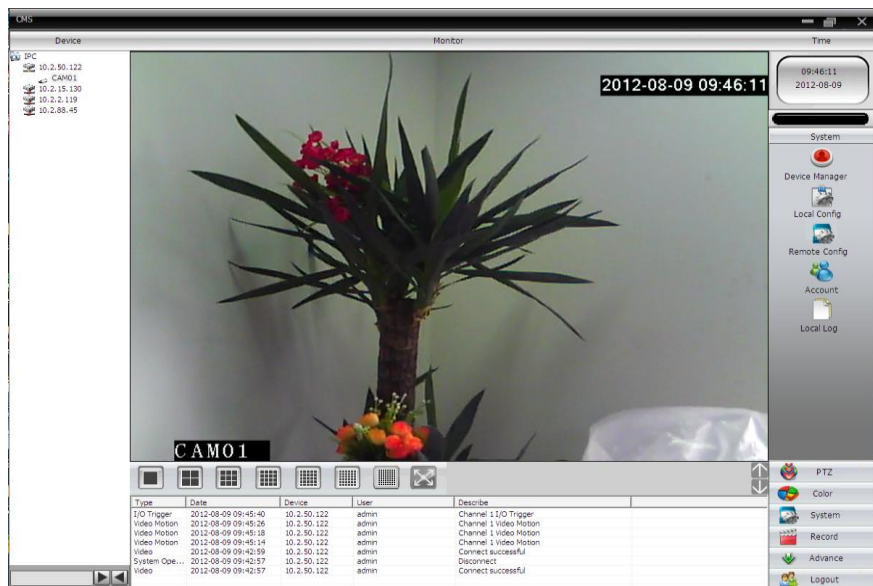 CMS
Device Monitor Time
IPC
10.2.50.122
CAM01
10.2.15.130
10.2.2.119
10.2.88.45
2012-08-09 09:46:11
CAM01
09:46:11
2012-08-09
System
Device Manager
Local Config
Remote Config
Account
Local Log
PTZ
Color
System
Record
Advance
Logout
Type Date Device User Describe
I/O Trigger 2012-08-09 09:45:40 10.2.50.122 admin Channel 1 I/O Trigger
Video Motion 2012-08-09 09:45:26 10.2.50.122 admin Channel 1 Video Motion
Video Motion 2012-08-09 09:45:18 10.2.50.122 admin Channel 1 Video Motion
Video Motion 2012-08-09 09:45:14 10.2.50.122 admin Channel 1 Video Motion
Video 2012-08-09 09:42:59 10.2.50.122 admin Connect successful
System Ope... 2012-08-09 09:42:57 10.2.50.122 admin Disconnect
Video 2012-08-09 09:42:57 10.2.50.122 admin Connect successful